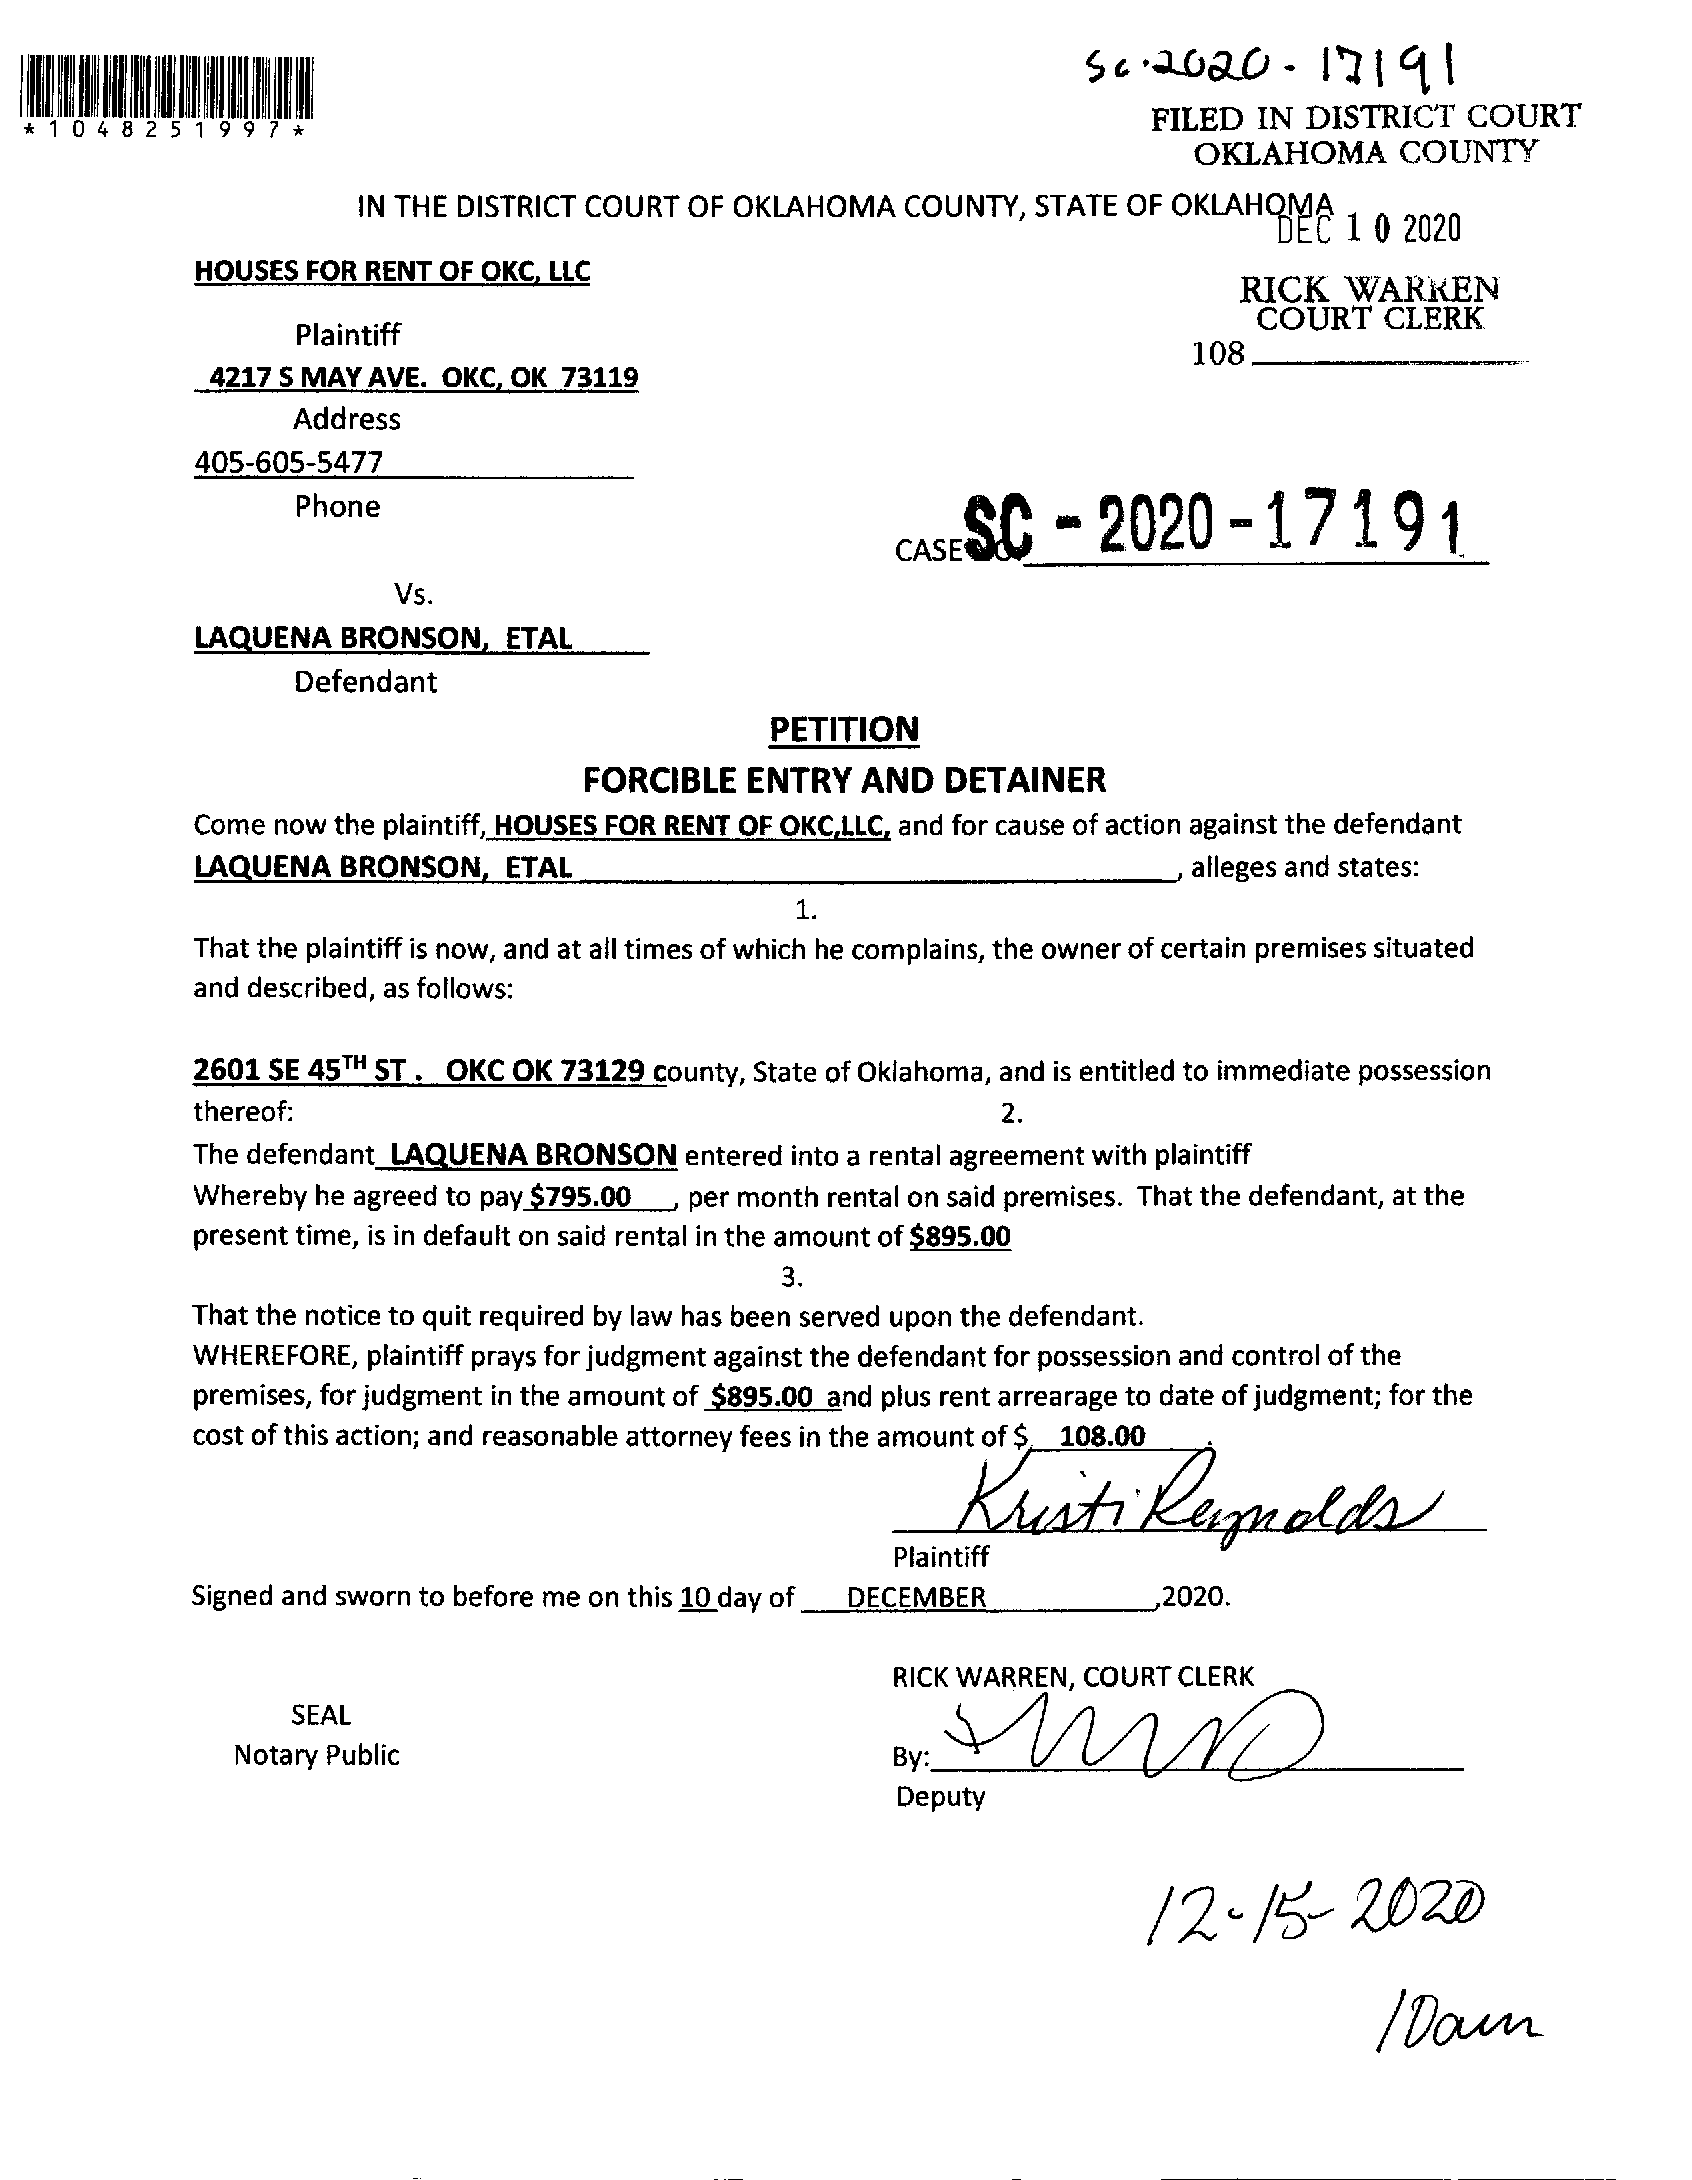 Sc-2020-17191
*1048251997*
FILED IN DISTRICT COURT
OKLAHOMA COUNTY
IN THE DISTRICT COURT OF OKLAHOMA COUNTY, STATE OF OKLAHOMA
DEC 10 2020
HOUSES FOR RENT OF OKC, LLC
RICK WARREN
COURT CLERK
Plaintiff
108
4217 S MAY AVE. OKC, OK 73119
Address
405-605-5477
Phone
CASE SC-2020-17191
Vs.
LAQUENA BRONSON, ETAL
Defendant
PETITION
FORCIBLE ENTRY AND DETAINER
Come now the plaintiff, HOUSES FOR RENT OF OKC,LLC, and for cause of action against the defendant
LAQUENA BRONSON, ETAL, alleges and states:
1.
That the plaintiff is now, and at all times of which he complains, the owner of certain premises situated
and described, as follows:
2601 SE 45TH ST. OKC OK 73129 county, State of Oklahoma, and is entitled to immediate possession
thereof: 2.
The defendant LAQUENA BRONSON entered into a rental agreement with plaintiff
Whereby he agreed to pay $795.00, per month rental on said premises. That the defendant, at the
present time, is in default on said rental in the amount of $895.00
3.
That the notice to quit required by law has been served upon the defendant.
WHEREFORE, plaintiff prays for judgment against the defendant for possession and control of the
premises, for judgment in the amount of $895.00 and plus rent arrearage to date of judgment; for the
cost of this action; and reasonable attorney fees in the amount of $ 108.00.
Kristi Reynolds
Plaintiff
Signed and sworn to before me on this 10 day of DECEMBER,2020.
RICK WARREN, COURT CLERK
SEAL
Notary Public
By:
Deputy
12-15-2020
10am